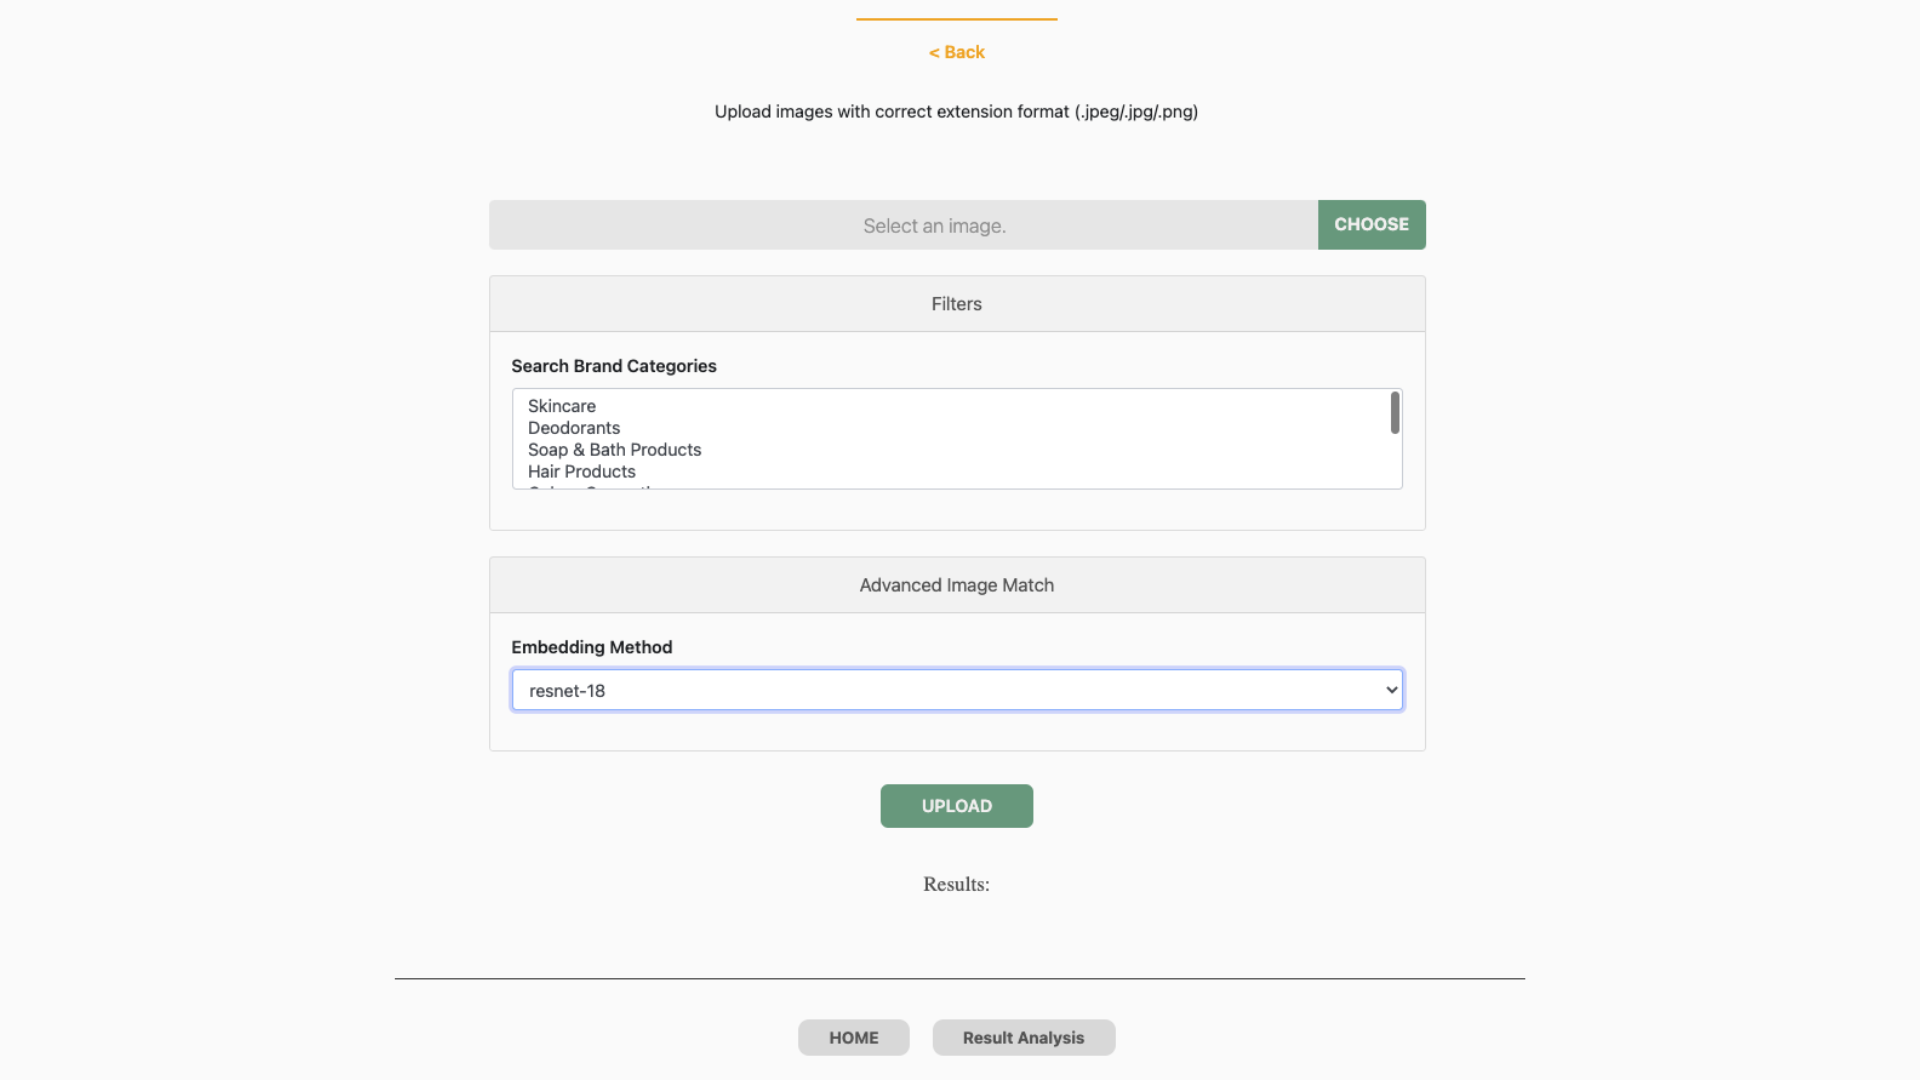 < Back
Upload images with correct extension format (.jpeg/.jpg/.png)
Select an image.
CHOOSE
Filters
Search Brand Categories
Skincare
Deodorants
Soap & Bath Products
Hair Products
Advanced Image Match
Embedding Method
resnet-18
UPLOAD
Results:
HOME
Result Analysis